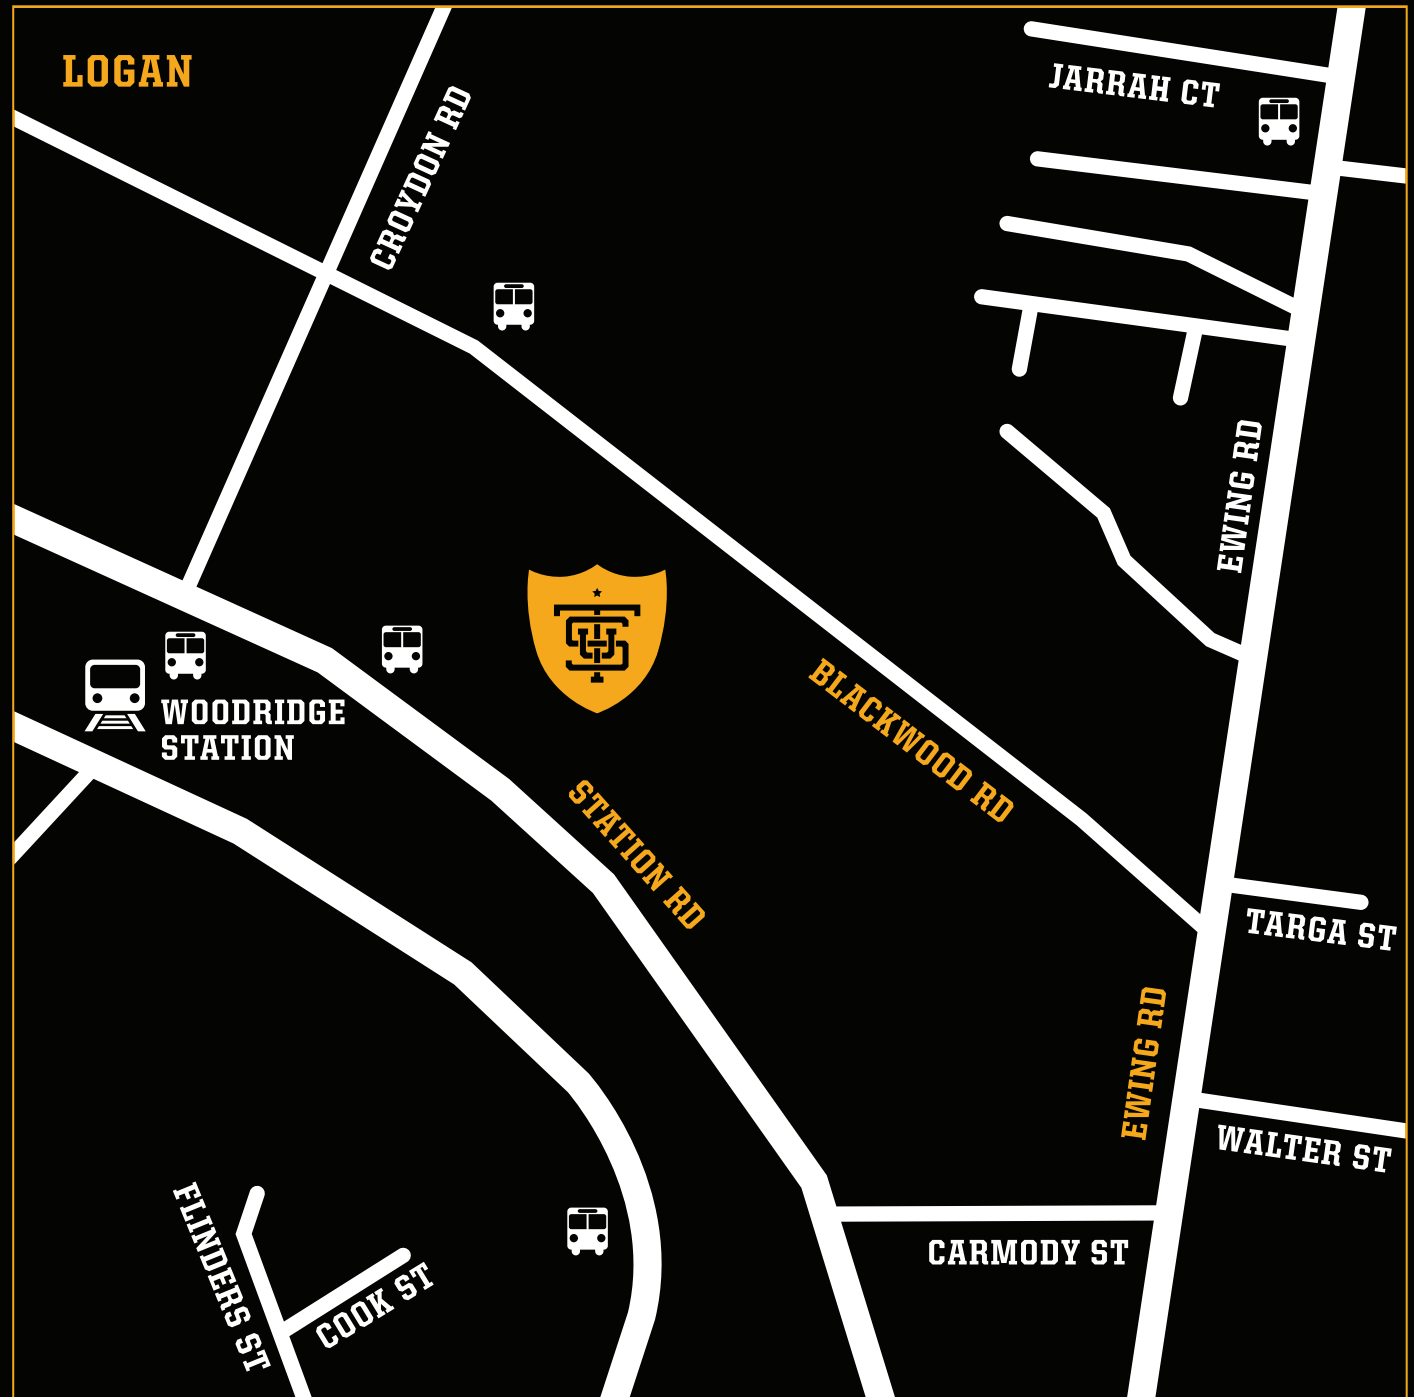 LOGAN
JARRAH CT
CROYDON RD
EWING RD
WOODRIDGE
STATION
BLACKWOOD RD
STATION RD
TARGA ST
EWING RD
WALTER ST
FLINDERS ST
COOK ST
CARMODY ST